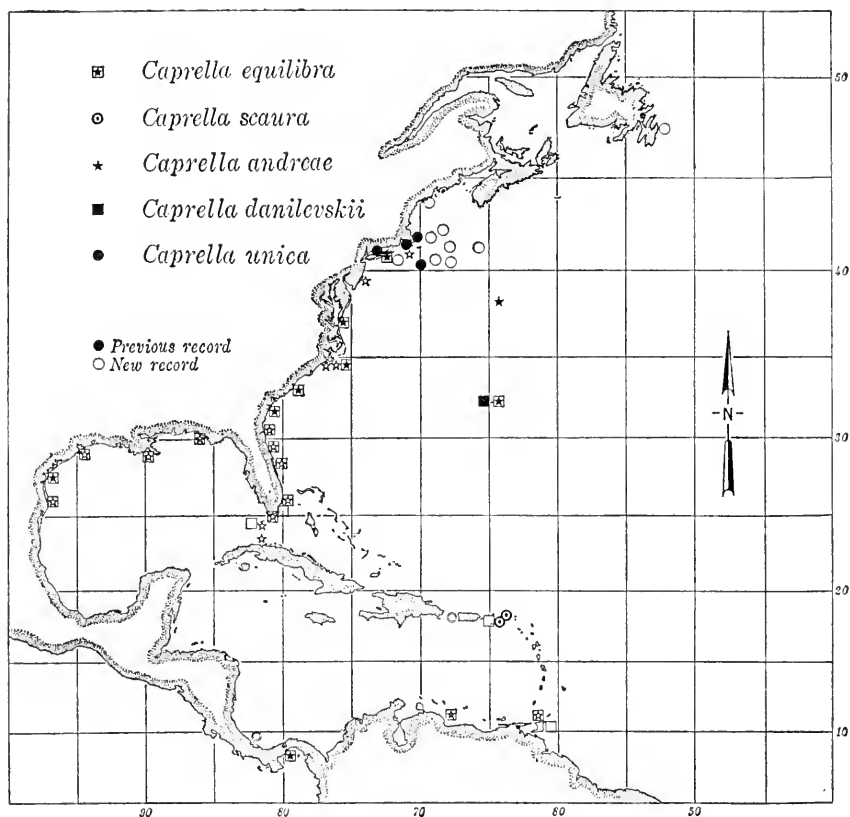 Caprella equilibra
Caprella scaura
Caprella andreae
Caprella danilevskii
Caprella unica
Previous record
New record
50
40
N
30
20
10
90
80
70
60
50